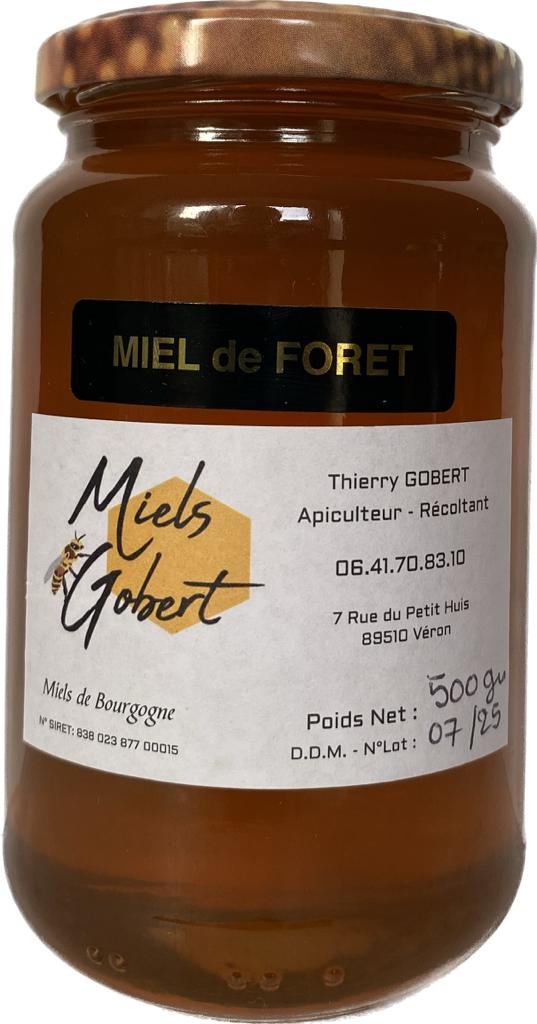 MIEL de FORET
Miels
Gobert
Miels de Bourgogne
N° SIRET: 838 023 877 00015
Thierry GOBERT
Apiculteur - Récoltant
06.41.70.83.10
7 Rue du Petit Huis
89510 Véron
Poids Net : 500 gr
D.D.M. - N°Lot : 07/25